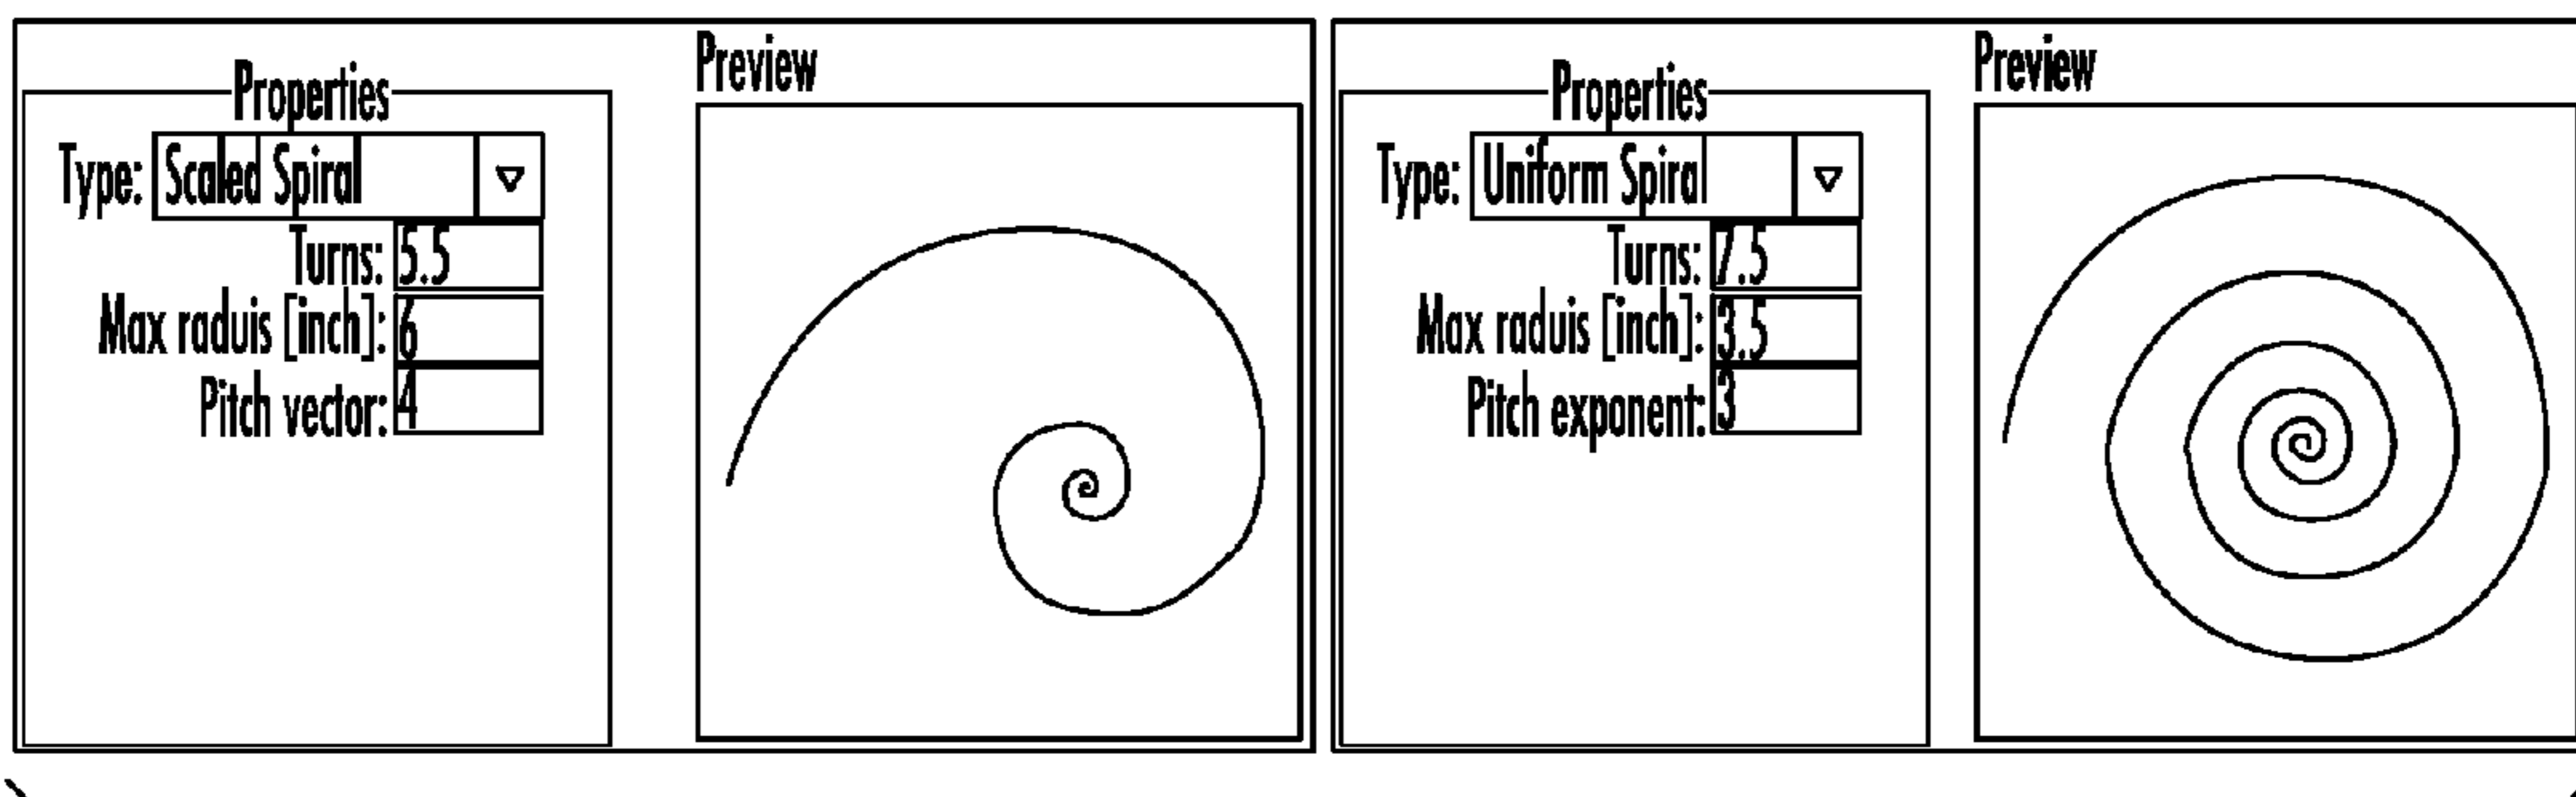 Properties
Type: Scaled Spiral
Turns: 5.5
Max raduis [inch]: 6
Pitch vector: 4
Preview
Properties
Type: Uniform Spiral
Turns: 7.5
Max raduis [inch]: 3.5
Pitch exponent: 3
Preview